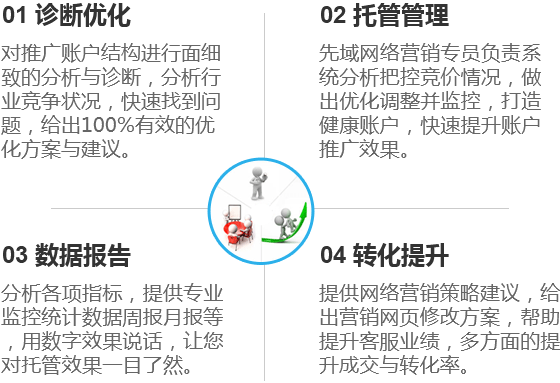 01 诊断优化
对推广账户结构进行面细
致的分析与诊断，分析行
业竞争状况，快速找到问
题，给出100%有效的优
化方案与建议。
02 托管管理
先域网络营销专员负责系
统分析把控竞价情况，做
出优化调整并监控，打造
健康账户，快速提升账户
推广效果。
03 数据报告
分析各项指标，提供专业
监控统计数据周报月报等
，用数字效果说话，让您
对托管效果一目了然。
04 转化提升
提供网络营销策略建议，给
出营销网页修改方案，帮助
提升客服业绩，多方面的提
升成交与转化率。